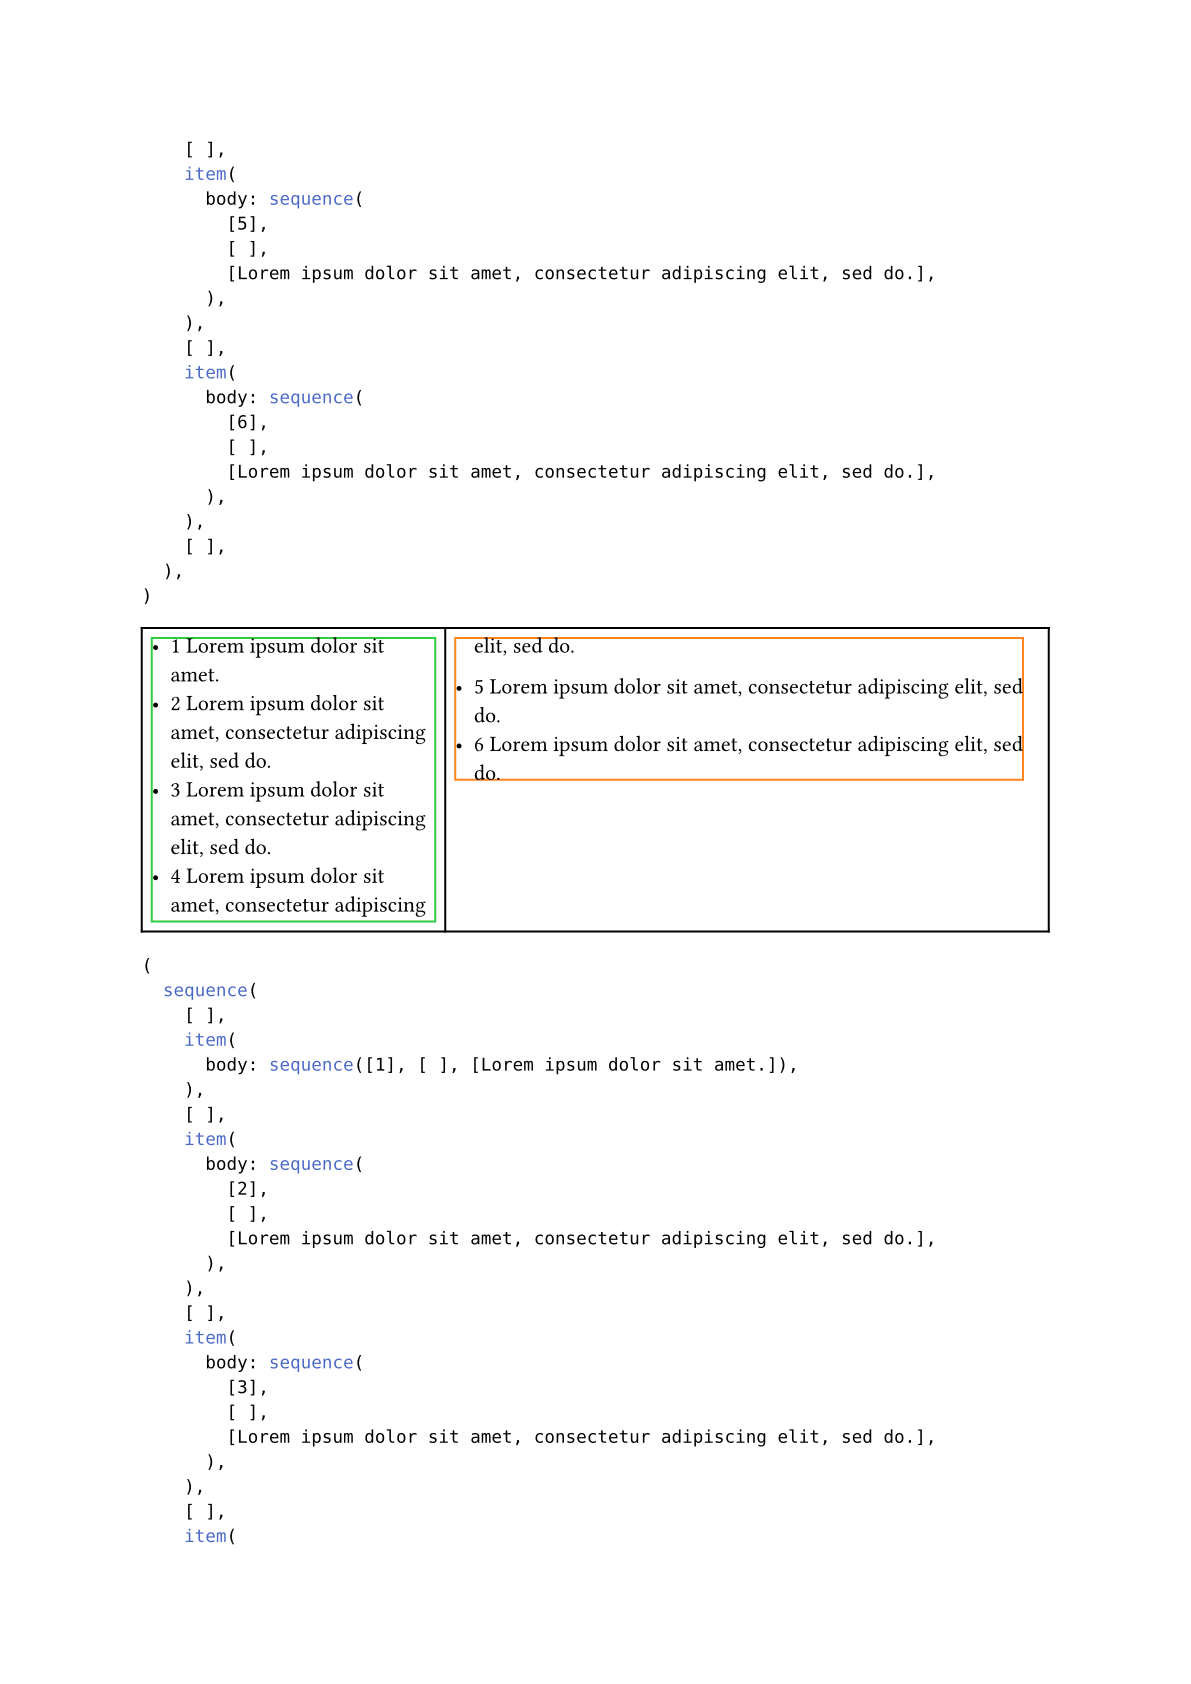 [ ],
item(
body: sequence(
[5],
[ ],
[Lorem ipsum dolor sit amet, consectetur adipiscing elit, sed do.],
),
),
[ ],
item(
body: sequence(
[6],
[ ],
[Lorem ipsum dolor sit amet, consectetur adipiscing elit, sed do.],
),
),
[ ],
),
)
• 1 Lorem ipsum dolor sit
amet.
• 2 Lorem ipsum dolor sit
amet, consectetur adipiscing
elit, sed do.
• 3 Lorem ipsum dolor sit
amet, consectetur adipiscing
elit, sed do.
• 4 Lorem ipsum dolor sit
amet, consectetur adipiscing
elit, sed do.
• 5 Lorem ipsum dolor sit amet, consectetur adipiscing elit, sed
do.
• 6 Lorem ipsum dolor sit amet, consectetur adipiscing elit, sed
do.
(
sequence(
[ ],
item(
body: sequence([1], [ ], [Lorem ipsum dolor sit amet.]),
),
[ ],
item(
body: sequence(
[2],
[ ],
[Lorem ipsum dolor sit amet, consectetur adipiscing elit, sed do.],
),
),
[ ],
item(
body: sequence(
[3],
[ ],
[Lorem ipsum dolor sit amet, consectetur adipiscing elit, sed do.],
),
),
[ ],
item(